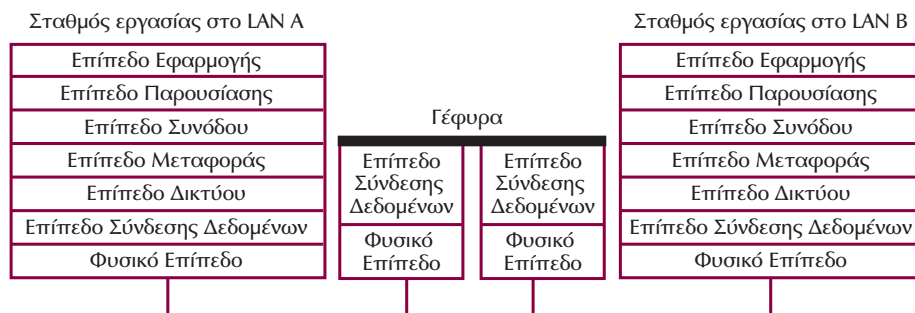 Σταθμός εργασίας στο LAN A
Επίπεδο Εφαρμογής
Επίπεδο Παρουσίασης
Επίπεδο Συνόδου
Επίπεδο Μεταφοράς
Επίπεδο Δικτύου
Επίπεδο Σύνδεσης Δεδομένων
Φυσικό Επίπεδο
Γέφυρα
Επίπεδο
Σύνδεσης
Δεδομένων
Φυσικό
Επίπεδο
Επίπεδο
Σύνδεσης
Δεδομένων
Φυσικό
Επίπεδο
Σταθμός εργασίας στο LAN B
Επίπεδο Εφαρμογής
Επίπεδο Παρουσίασης
Επίπεδο Συνόδου
Επίπεδο Μεταφοράς
Επίπεδο Δικτύου
Επίπεδο Σύνδεσης Δεδομένων
Φυσικό Επίπεδο